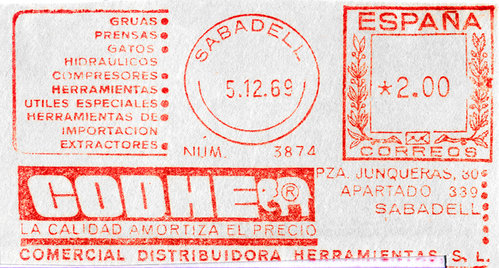 GRUAS
PRENSAS
GATOS
HIDRAULICOS
COMPRESORES
HERRAMIENTAS
UTILES ESPECIALES
HERRAMIENTAS DE
IMPORTACION
EXTRACTORES
SABADELL
5.12.69
NUM. 3874
ESPAÑA
*2.00
CORREOS
CODHE ®
LA CALIDAD AMORTIZA EL PRECIO
PZA. JUNQUERAS, 30
APARTADO 339
SABADELL
COMERCIAL DISTRIBUIDORA HERRAMIENTAS S. L.